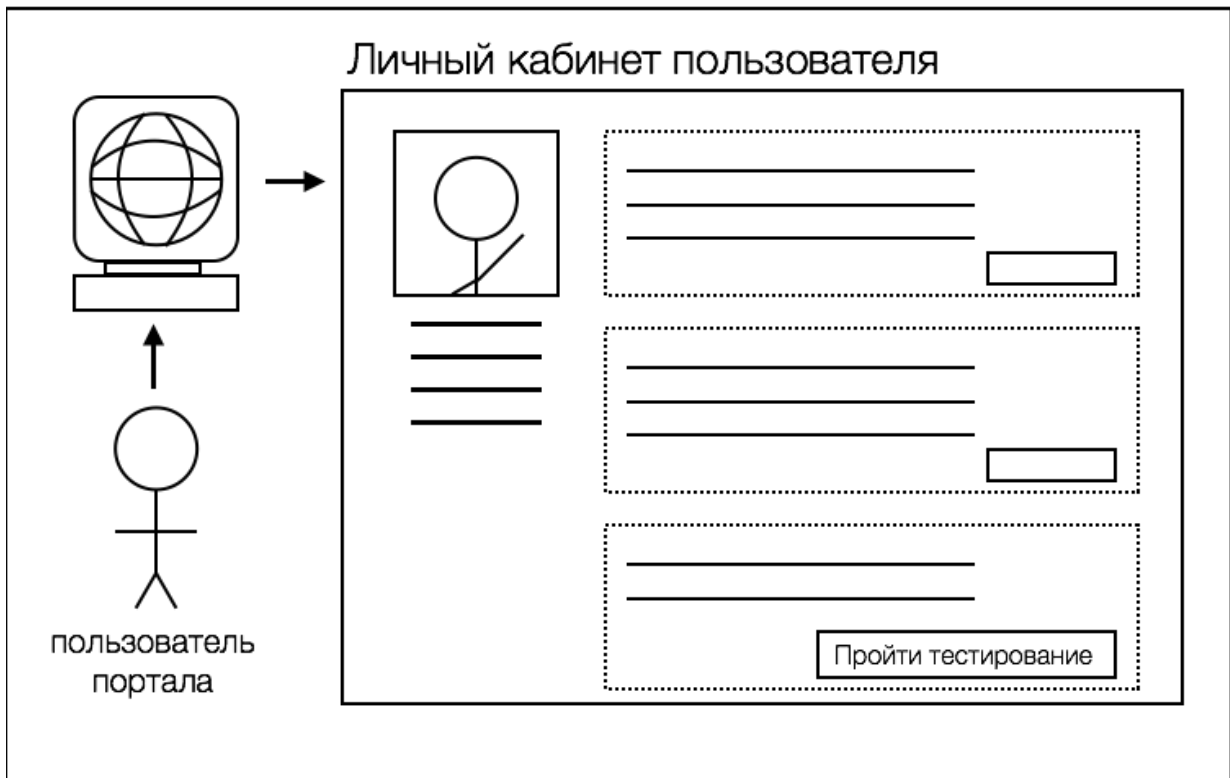 Личный кабинет пользователя
пользователь
портала
Пройти тестирование